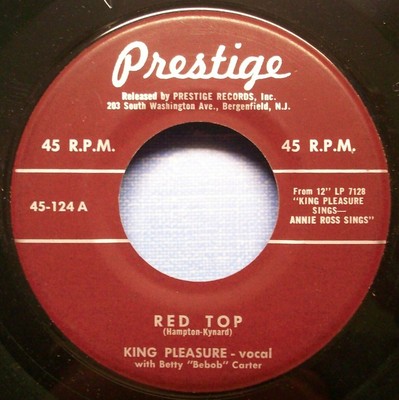 Prestige
Released by PRESTIGE RECORDS, Inc.
203 South Washington Ave., Bergenfield, N.J.
45 R.P.M.
45 R.P.M.
45-124 A
From 12" LP 7128
"KING PLEASURE
SINGS—
ANNIE ROSS SINGS"
RED TOP
(Hampton-Kynard)
KING PLEASURE - vocal
with Betty "Bebob" Carter